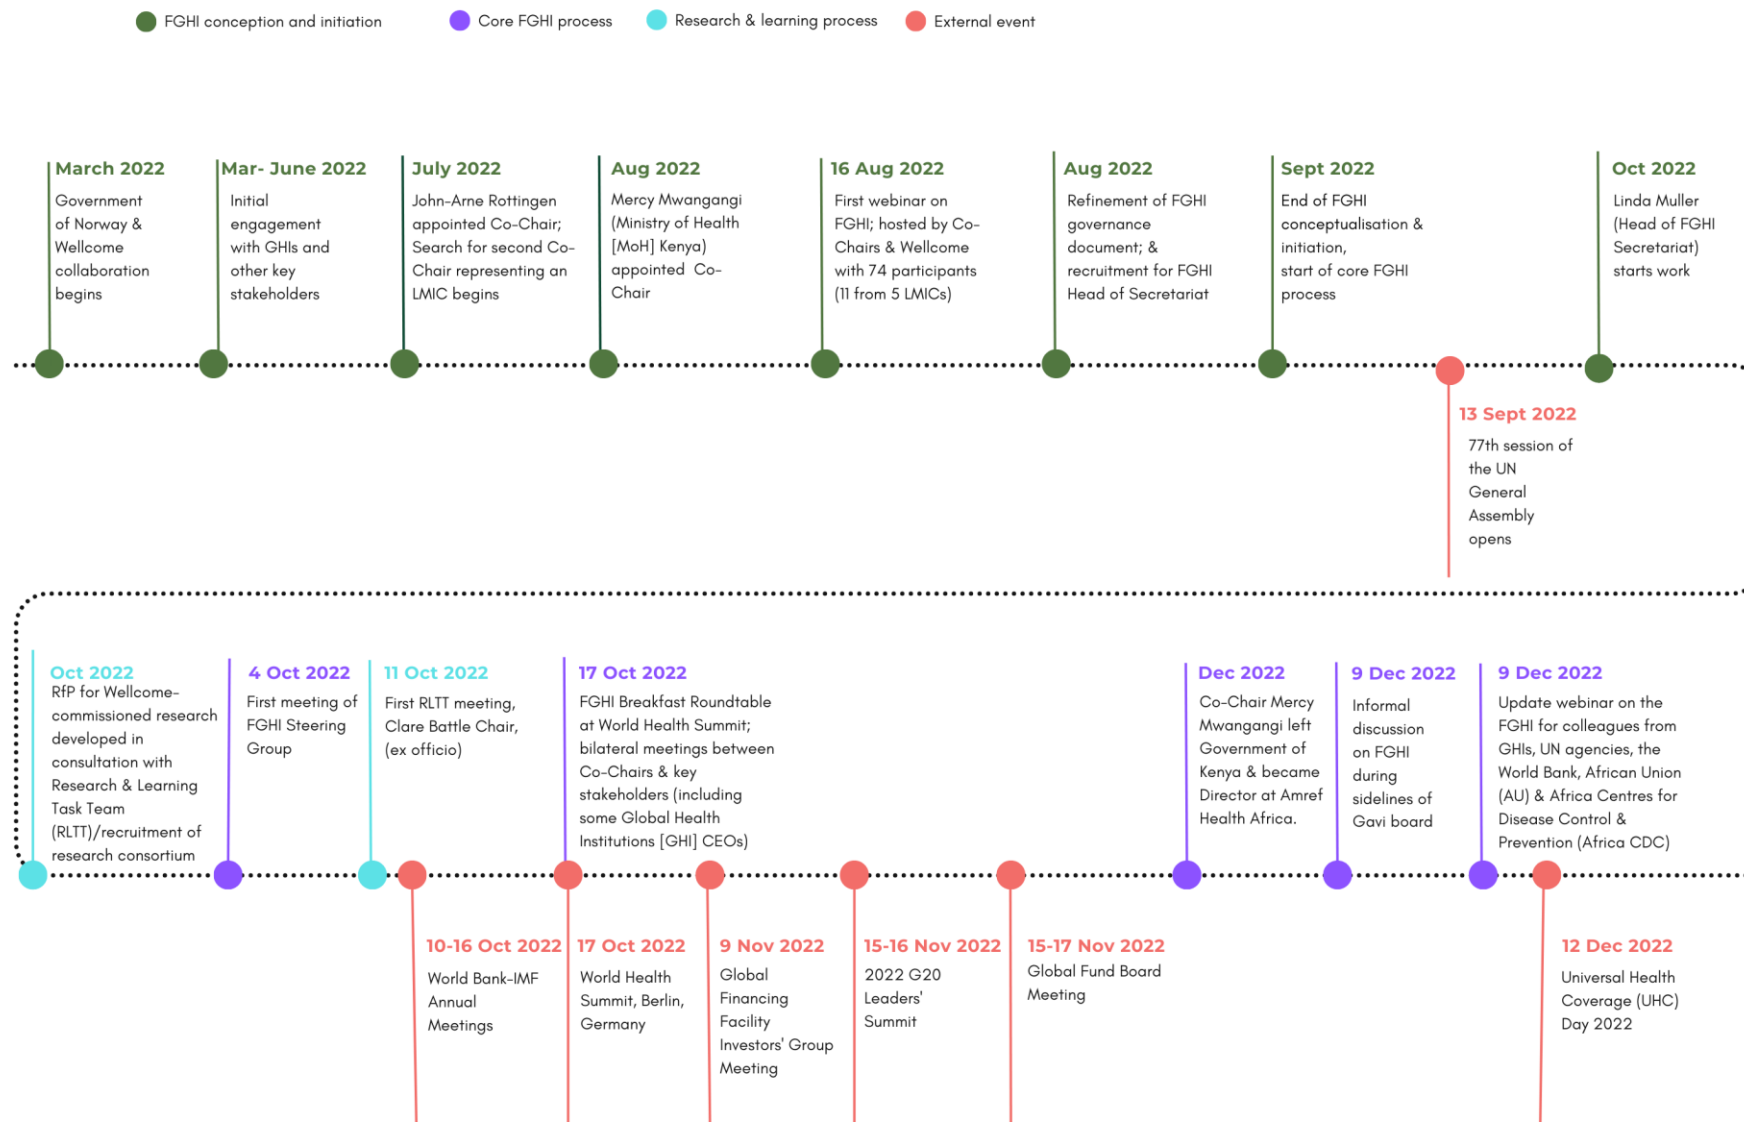 FGHI conception and initiation
Core FGHI process
Research & learning process
External event
March 2022
Government
of Norway &
Wellcome
collaboration
begins
Mar- June 2022
Initial
engagement
with GHIs and
other key
stakeholders
July 2022
John-Arne Rottingen
appointed Co-Chair;
Search for second Co-
Chair representing an
LMIC begins
Aug 2022
Mercy Mwangangi
(Ministry of Health
[MoH] Kenya)
appointed Co-
Chair
16 Aug 2022
First webinar on
FGHI; hosted by Co-
Chairs & Wellcome
with 74 participants
(11 from 5 LMICs)
Aug 2022
Refinement of FGHI
governance
document; &
recruitment for FGHI
Head of Secretariat
Sept 2022
End of FGHI
conceptualisation &
initiation,
start of core FGHI
process
Oct 2022
Linda Muller
(Head of FGHI
Secretariat)
starts work
13 Sept 2022
77th session of
the UN
General
Assembly
opens
Oct 2022
RfP for Wellcome-
commissioned research
developed in
consultation with
Research & Learning
Task Team
(RLTT)/recruitment of
research consortium
4 Oct 2022
First meeting of
FGHI Steering
Group
11 Oct 2022
First RLTT meeting,
Clare Battle Chair,
(ex officio)
17 Oct 2022
FGHI Breakfast Roundtable
at World Health Summit;
bilateral meetings between
Co-Chairs & key
stakeholders (including
some Global Health
Institutions [GHI] CEOs)
Dec 2022
Co-Chair Mercy
Mwangangi left
Government of
Kenya & became
Director at Amref
Health Africa.
9 Dec 2022
Informal
discussion
on FGHI
during
sidelines of
Gavi board
9 Dec 2022
Update webinar on the
FGHI for colleagues from
GHIs, UN agencies, the
World Bank, African Union
(AU) & Africa Centres for
Disease Control &
Prevention (Africa CDC)
10-16 Oct 2022
World Bank-IMF
Annual
Meetings
17 Oct 2022
World Health
Summit, Berlin,
Germany
9 Nov 2022
Global
Financing
Facility
Investors' Group
Meeting
15-16 Nov 2022
2022 G20
Leaders'
Summit
15-17 Nov 2022
Global Fund Board
Meeting
12 Dec 2022
Universal Health
Coverage (UHC)
Day 2022